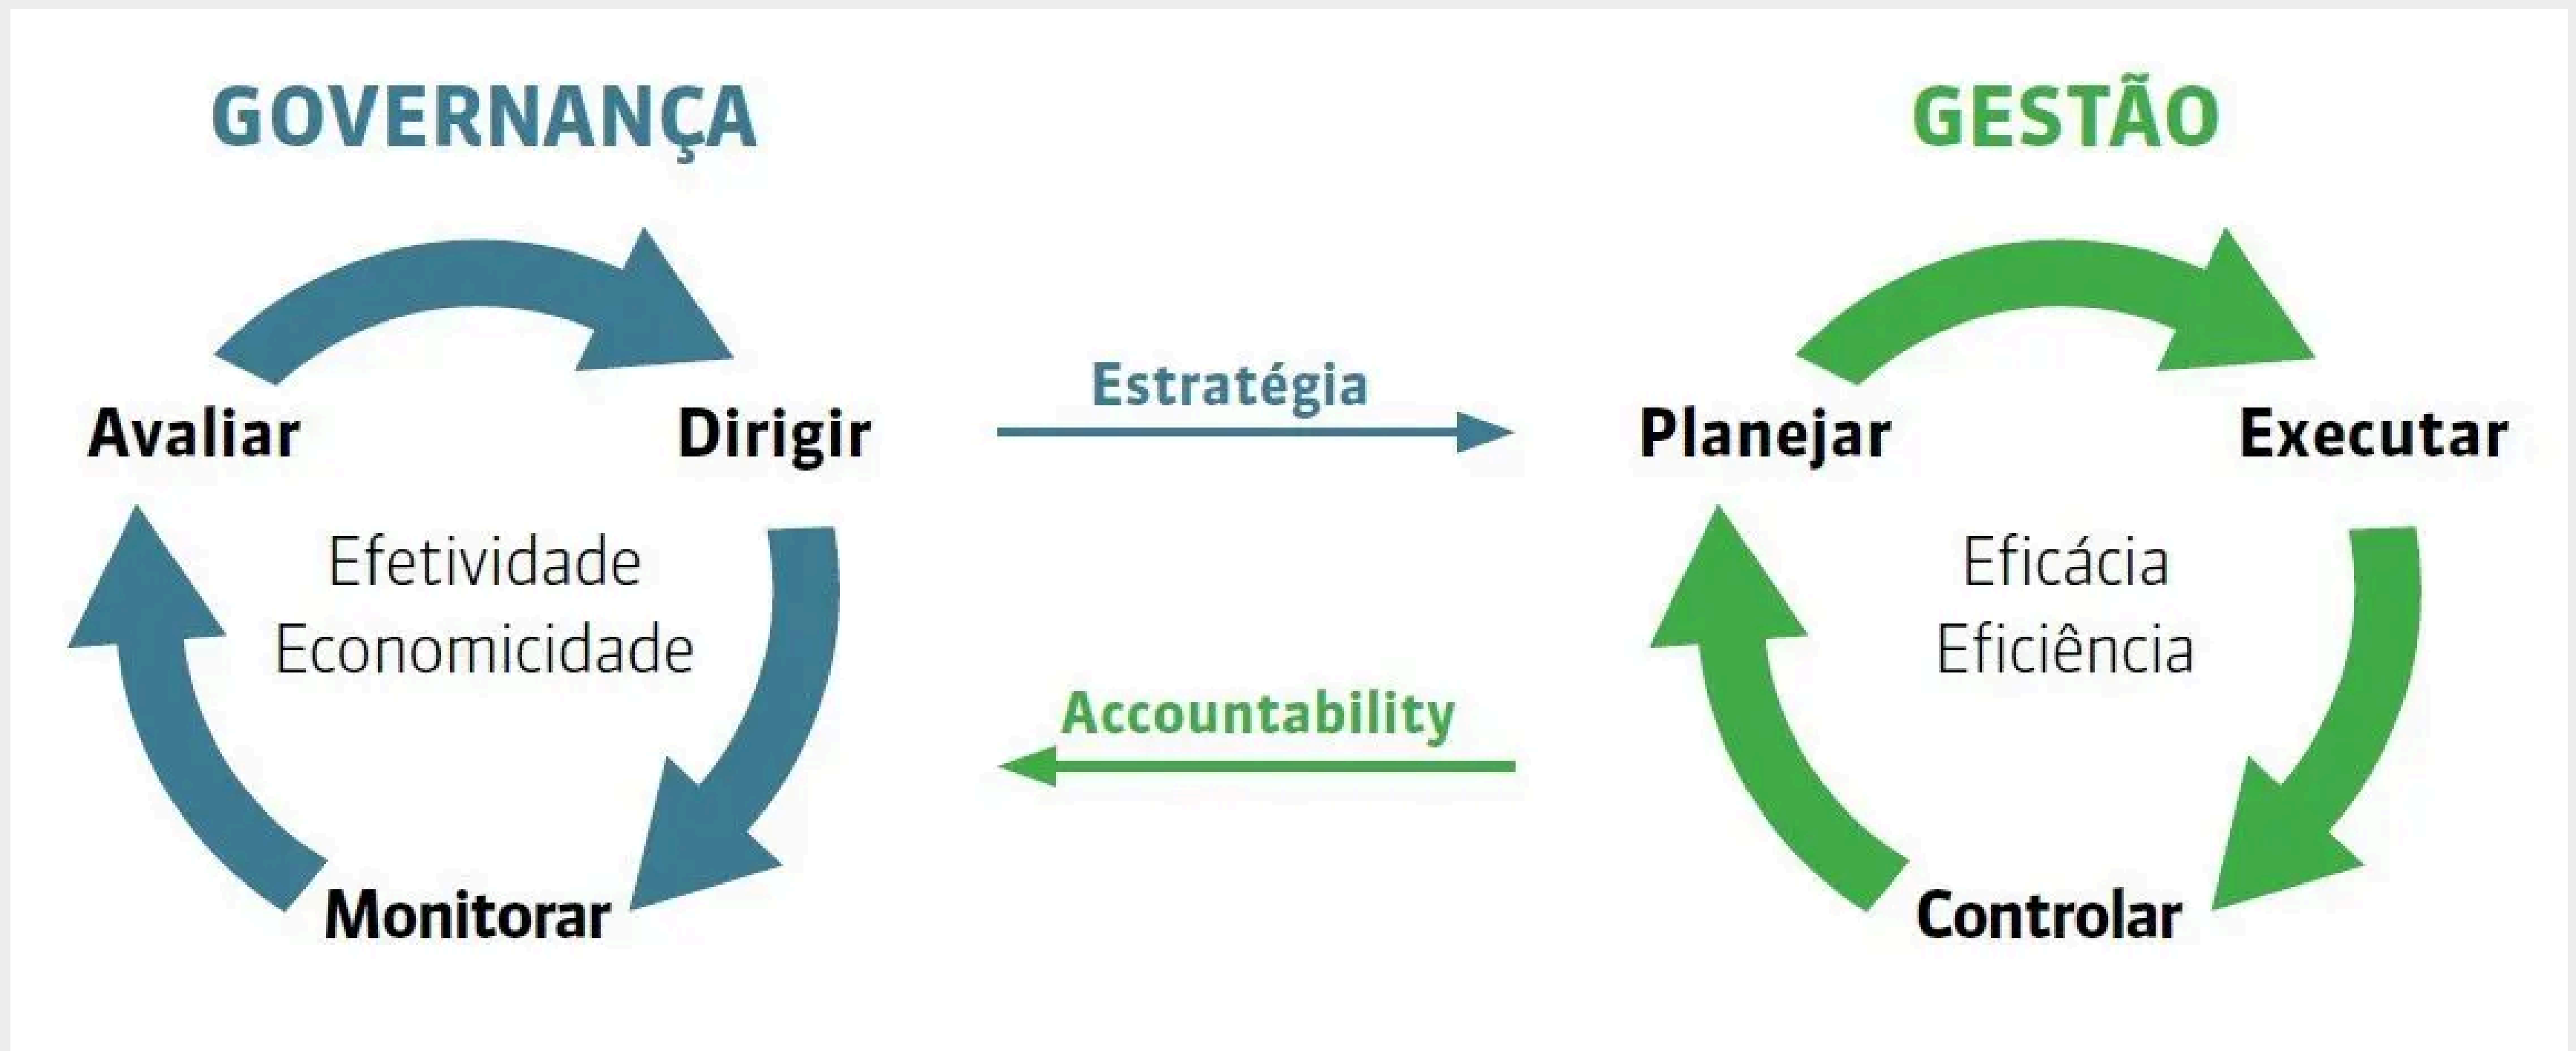 GOVERNANÇA
GESTÃO
Estratégia
Avaliar
Dirigir
Planejar
Executar
Efetividade
Economicidade
Eficácia
Eficiência
Accountability
Monitorar
Controlar